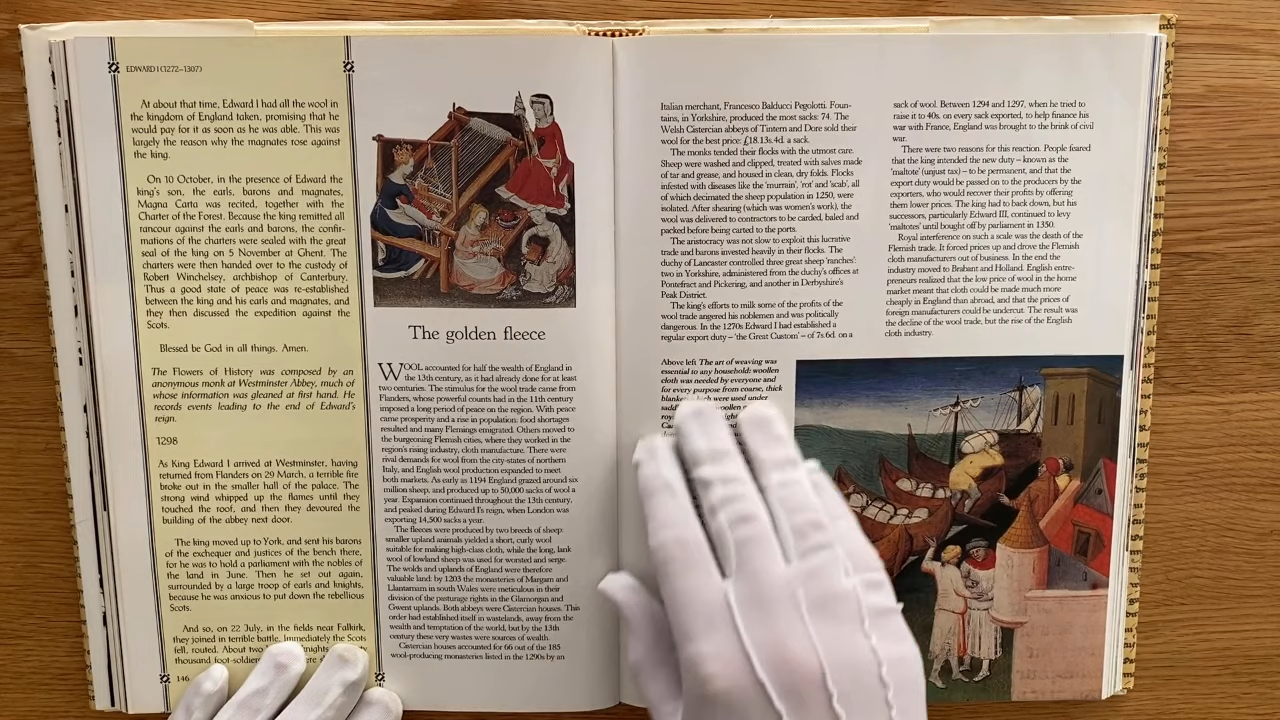 EDWARD I (1272–1307)
At about that time, Edward I had all the wool in
the kingdom of England taken, promising that he
would pay for it as soon as he was able. This was
largely the reason why the magnates rose against
the king.
On 10 October, in the presence of Edward the
king's son, the earls, barons and magnates,
Magna Carta was recited, together with the
Charter of the Forest. Because the king remitted all
rancour against the earls and barons, the confir-
mations of the charters were sealed with the great
seal of the king on 5 November at Ghent. The
charters were then handed over to the custody of
Robert Winchelsey, archbishop of Canterbury.
Thus a good state of peace was re-established
between the king and his earls and magnates, and
they then discussed the expedition against the
Scots.
Blessed be God in all things. Amen.
The Flowers of History was composed by an
anonymous monk at Westminster Abbey, much of
whose information was gleaned at first hand. He
records events leading to the end of Edward's
reign.
1298
As King Edward I arrived at Westminster, having
returned from Flanders on 29 March, a terrible fire
broke out in the smaller hall of the palace. The
strong wind whipped up the flames until they
touched the roof, and then they devoured the
building of the abbey next door.
The king moved up to York, and sent his barons
of the exchequer and justices of the bench there,
for he was to hold a parliament with the nobles of
the land in June. Then he set out again,
surrounded by a large troop of earls and knights,
because he was anxious to put down the rebellious
Scots.
And so, on 22 July, in the fields near Falkirk,
they joined in terrible battle. Immediately the Scots
fell, routed. About two
thousand foot-soldiers
146
The golden fleece
WOOL accounted for half the wealth of England in
the 13th century, as it had already done for at least
two centuries. The stimulus for the wool trade came from
Flanders, whose powerful counts had in the 11th century
imposed a long period of peace on the region. With peace
came prosperity and a rise in population: food shortages
resulted and many Flemings emigrated. Others moved to
the burgeoning Flemish cities, where they worked in the
region's rising industry, cloth manufacture. There were
rival demands for wool from the city-states of northern
Italy, and English wool production expanded to meet
both markets. As early as 1194 England grazed around six
million sheep, and produced up to 50,000 sacks of wool a
year. Expansion continued throughout the 13th century,
and peaked during Edward I's reign, when London was
exporting 14,500 sacks a year.
The fleeces were produced by two breeds of sheep:
smaller upland animals yielded a short, curly wool
suitable for making high-class cloth, while the long, lank
wool of lowland sheep was used for worsted and serge.
The wolds and uplands of England were therefore
valuable land: by 1203 the monasteries of Margam and
Llantarnam in south Wales were meticulous in their
division of the pasturage rights in the Glamorgan and
Gwent uplands. Both abbeys were Cistercian houses. This
order had established itself in wastelands, away from the
wealth and temptation of the world, but by the 13th
century these very wastes were sources of wealth.
Cistercian houses accounted for 66 out of the 185
wool-producing monasteries listed in the 1290s by an
Italian merchant, Francesco Balducci Pegolotti. Foun-
tains, in Yorkshire, produced the most sacks: 74. The
Welsh Cistercian abbeys of Tintern and Dore sold their
wool for the best price: £18.13s.4d. a sack.
The monks tended their flocks with the utmost care.
Sheep were washed and clipped, treated with salves made
of tar and grease, and housed in clean, dry folds. Flocks
infested with diseases like the 'murrain', 'rot' and 'scab', all
of which decimated the sheep population in 1250, were
isolated. After shearing (which was women's work), the
wool was delivered to contractors to be carded, baled and
packed before being carted to the ports.
The aristocracy was not slow to exploit this lucrative
trade and barons invested heavily in their flocks. The
duchy of Lancaster controlled three great sheep 'ranches':
two in Yorkshire, administered from the duchy's offices at
Pontefract and Pickering, and another in Derbyshire's
Peak District.
The king's efforts to milk some of the profits of the
wool trade angered his noblemen and was politically
dangerous. In the 1270s Edward I had established a
regular export duty – 'the Great Custom' – of 7s.6d. on a
sack of wool. Between 1294 and 1297, when he tried to
raise it to 40s. on every sack exported, to help finance his
war with France, England was brought to the brink of civil
war.
There were two reasons for this reaction. People feared
that the king intended the new duty – known as the
'maltote' (unjust tax) – to be permanent, and that the
export duty would be passed on to the producers by the
exporters, who would recover their profits by offering
them lower prices. The king had to back down, but his
successors, particularly Edward III, continued to levy
'maltotes' until bought off by parliament in 1350.
Royal interference on such a scale was the death of the
Flemish trade. It forced prices up and drove the Flemish
cloth manufacturers out of business. In the end the
industry moved to Brabant and Holland. English entre-
preneurs realized that the low price of wool in the home
market meant that cloth could be made much more
cheaply in England than abroad, and that the prices of
foreign manufacturers could be undercut. The result was
the decline of the wool trade, but the rise of the English
cloth industry.
Above left The art of weaving was
essential to any household: woollen
cloth was needed by everyone and
for every purpose from coarse, thick
which were used under
woollen